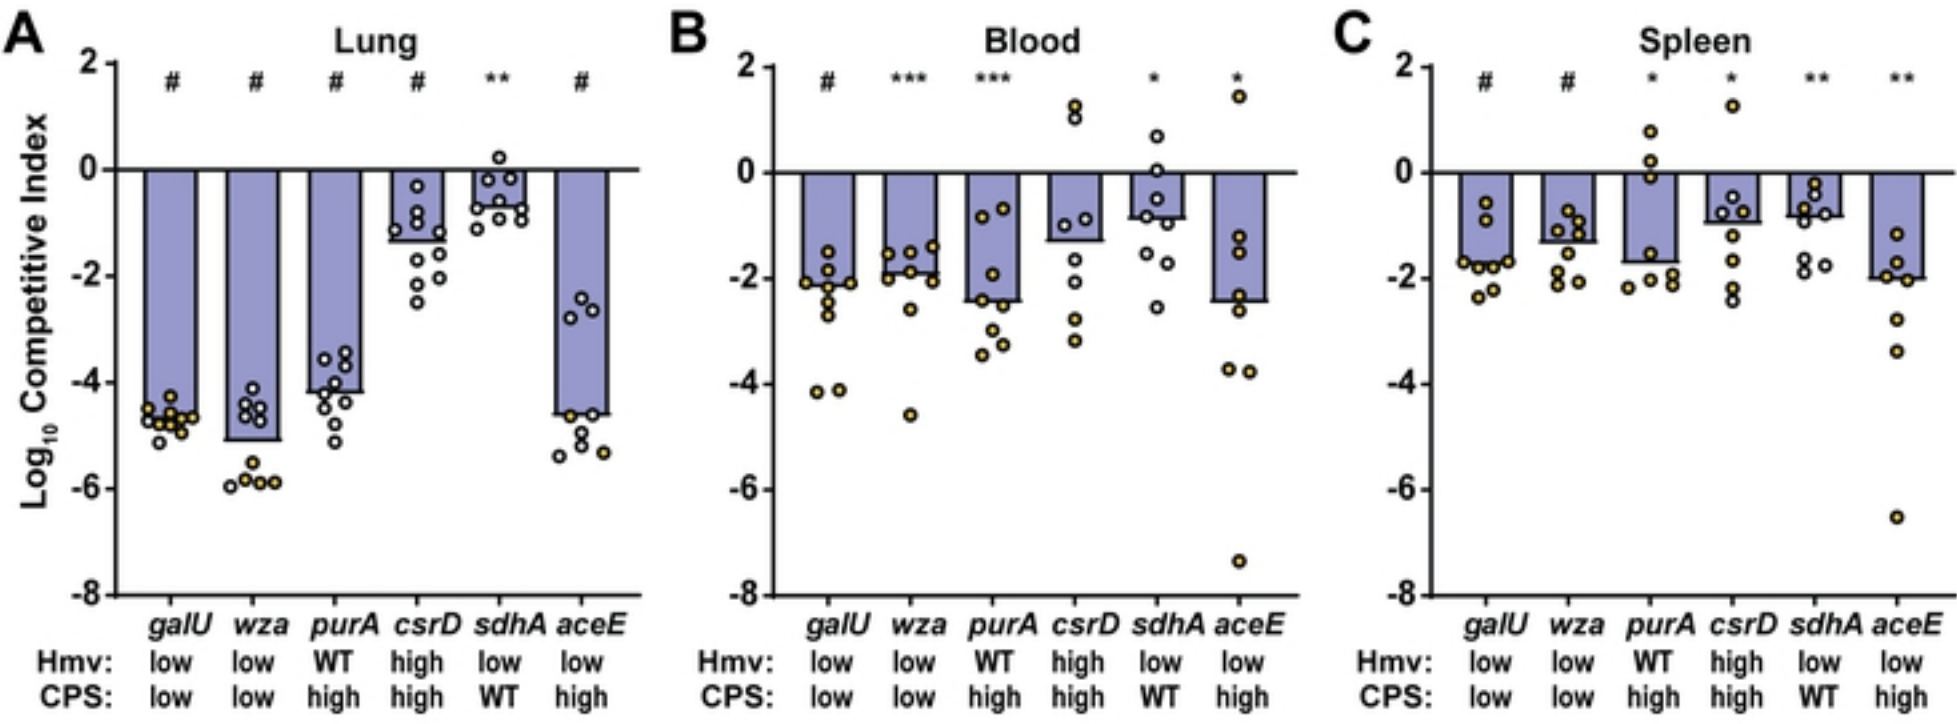 A Lung
2 # # # # ** #
0
-2
-4
-6
-8
Log10 Competitive Index
galU wza purA csrD sdhA aceE
Hmv: low low WT high low low
CPS: low low high high WT high
B Blood
2 # *** *** * *
0
-2
-4
-6
-8
galU wza purA csrD sdhA aceE
Hmv: low low WT high low low
CPS: low low high high WT high
C Spleen
2 # # * * ** **
0
-2
-4
-6
-8
galU wza purA csrD sdhA aceE
Hmv: low low WT high low low
CPS: low low high high WT high